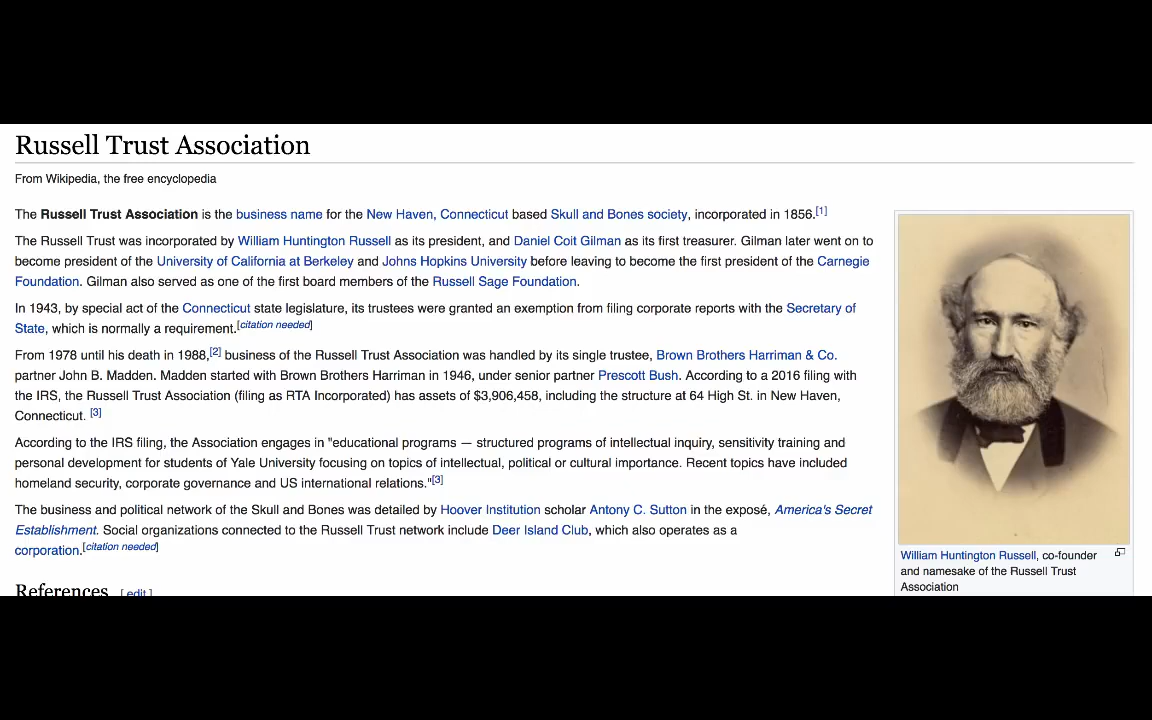 Russell Trust Association
From Wikipedia, the free encyclopedia
The Russell Trust Association is the business name for the New Haven, Connecticut based Skull and Bones society, incorporated in 1856.[1]
The Russell Trust was incorporated by William Huntington Russell as its president, and Daniel Coit Gilman as its first treasurer. Gilman later went on to
become president of the University of California at Berkeley and Johns Hopkins University before leaving to become the first president of the Carnegie
Foundation. Gilman also served as one of the first board members of the Russell Sage Foundation.
In 1943, by special act of the Connecticut state legislature, its trustees were granted an exemption from filing corporate reports with the Secretary of
State, which is normally a requirement.[citation needed]
From 1978 until his death in 1988,[2] business of the Russell Trust Association was handled by its single trustee, Brown Brothers Harriman & Co.
partner John B. Madden. Madden started with Brown Brothers Harriman in 1946, under senior partner Prescott Bush. According to a 2016 filing with
the IRS, the Russell Trust Association (filing as RTA Incorporated) has assets of $3,906,458, including the structure at 64 High St. in New Haven,
Connecticut. [3]
According to the IRS filing, the Association engages in "educational programs — structured programs of intellectual inquiry, sensitivity training and
personal development for students of Yale University focusing on topics of intellectual, political or cultural importance. Recent topics have included
homeland security, corporate governance and US international relations."[3]
The business and political network of the Skull and Bones was detailed by Hoover Institution scholar Antony C. Sutton in the exposé, America's Secret
Establishment. Social organizations connected to the Russell Trust network include Deer Island Club, which also operates as a
corporation.[citation needed]
References [ edit ]
William Huntington Russell, co-founder
and namesake of the Russell Trust
Association